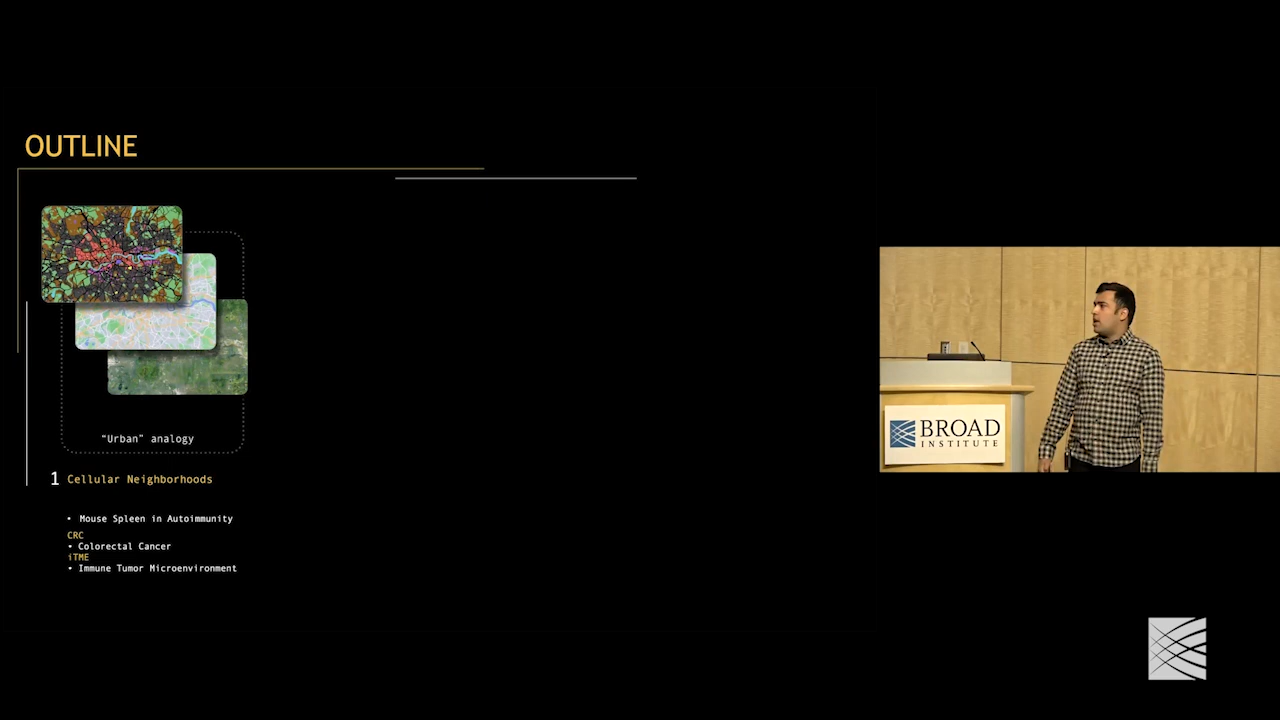 OUTLINE
“Urban” analogy
1 Cellular Neighborhoods
• Mouse Spleen in Autoimmunity
CRC
• Colorectal Cancer
iTME
• Immune Tumor Microenvironment
BROAD
INSTITUTE